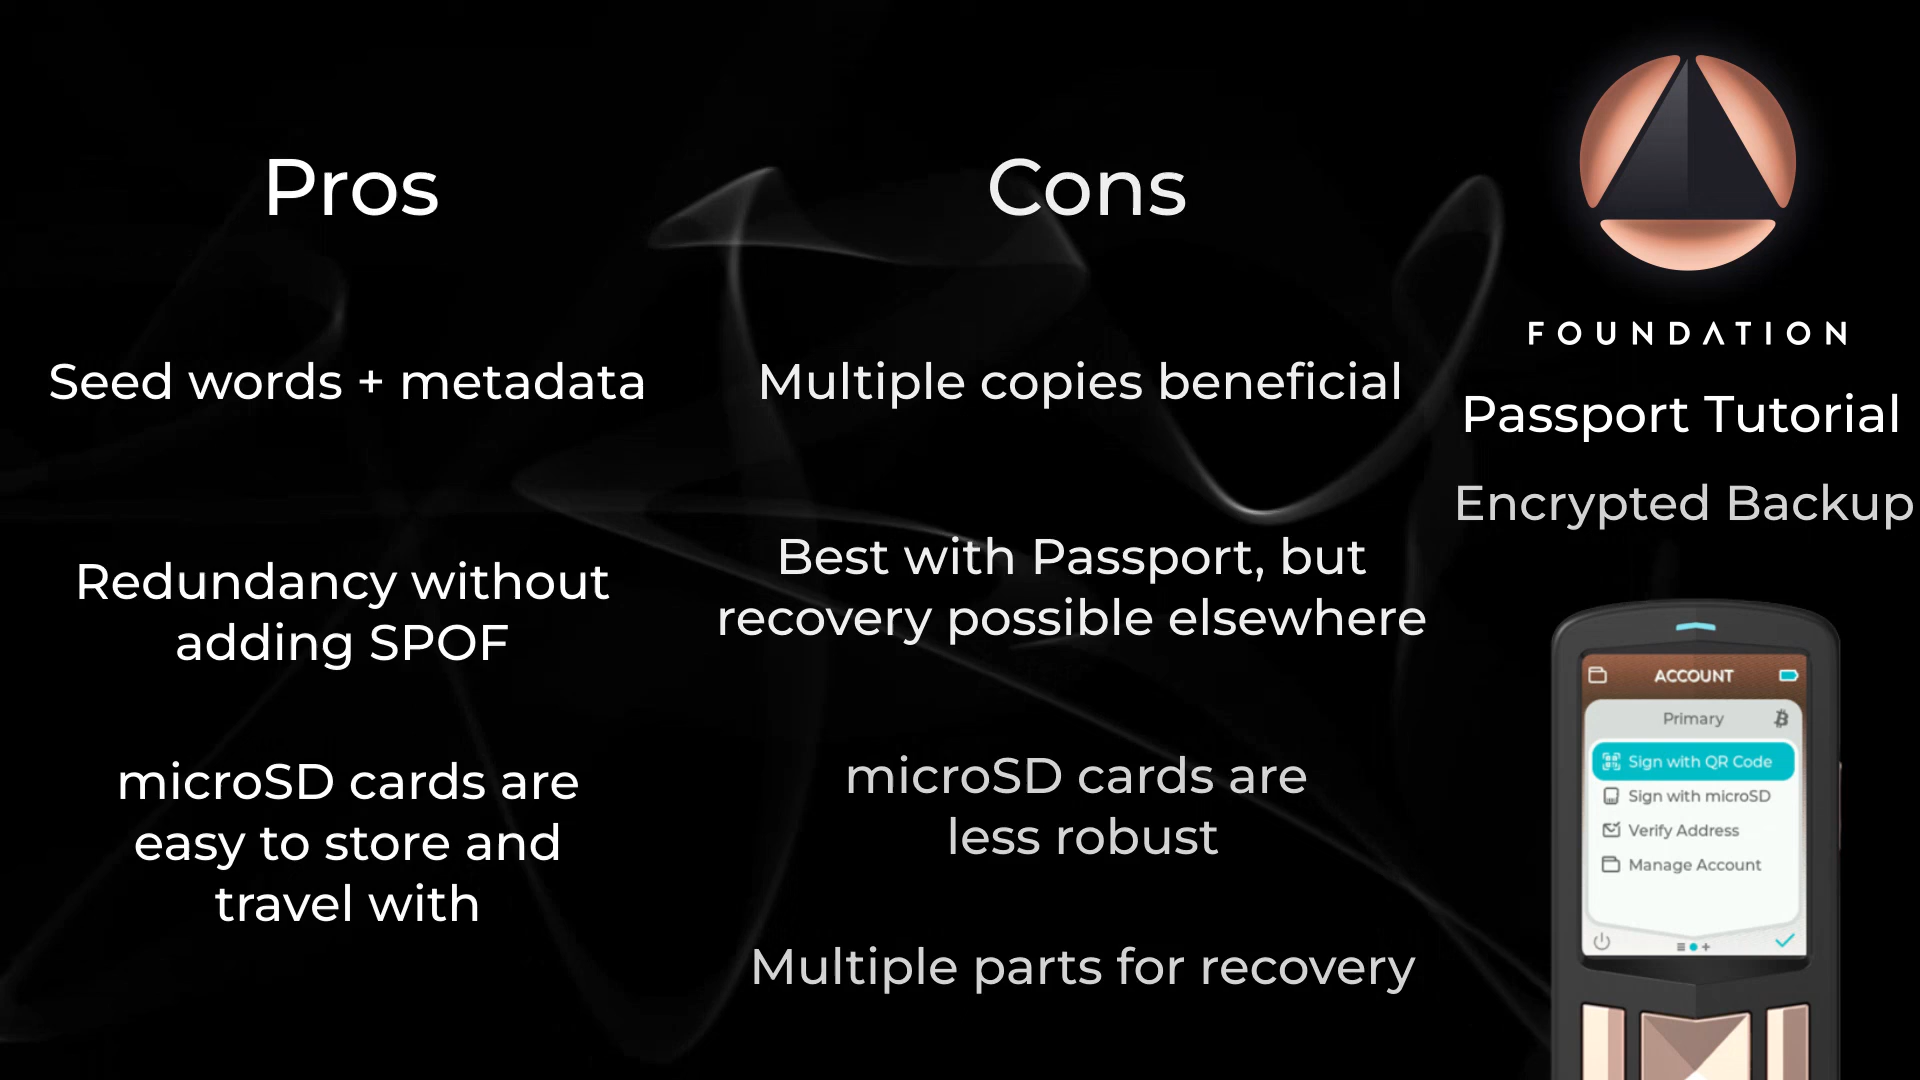 Pros
Seed words + metadata
Redundancy without
adding SPOF
microSD cards are
easy to store and
travel with
Cons
Multiple copies beneficial
Best with Passport, but
recovery possible elsewhere
microSD cards are
less robust
Multiple parts for recovery
FOUNDATION
Passport Tutorial
Encrypted Backup
ACCOUNT
Primary
Sign with QR Code
Sign with microSD
Verify Address
Manage Account